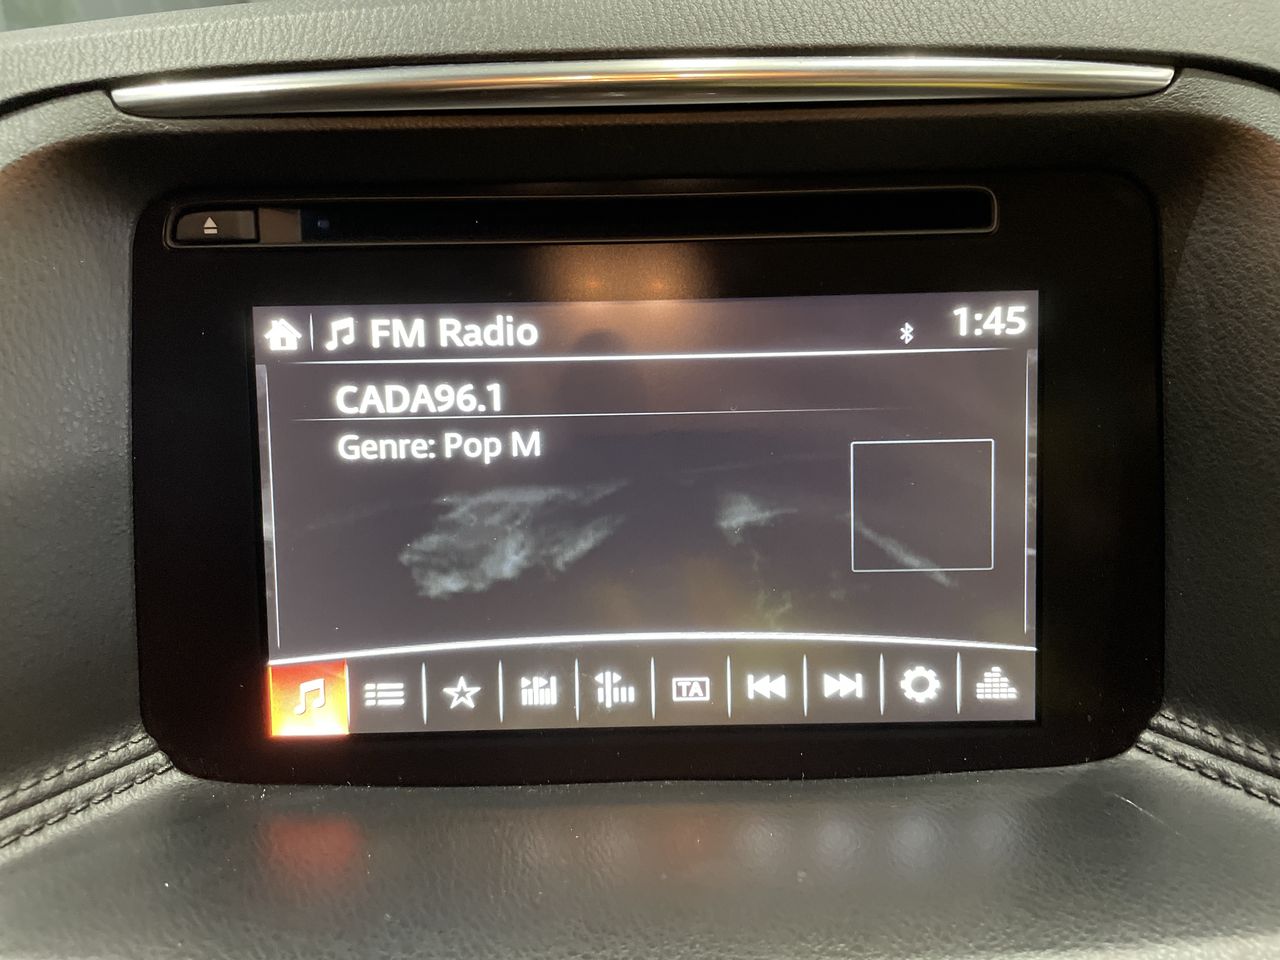 FM Radio
1:45
CADA96.1
Genre: Pop M
TA